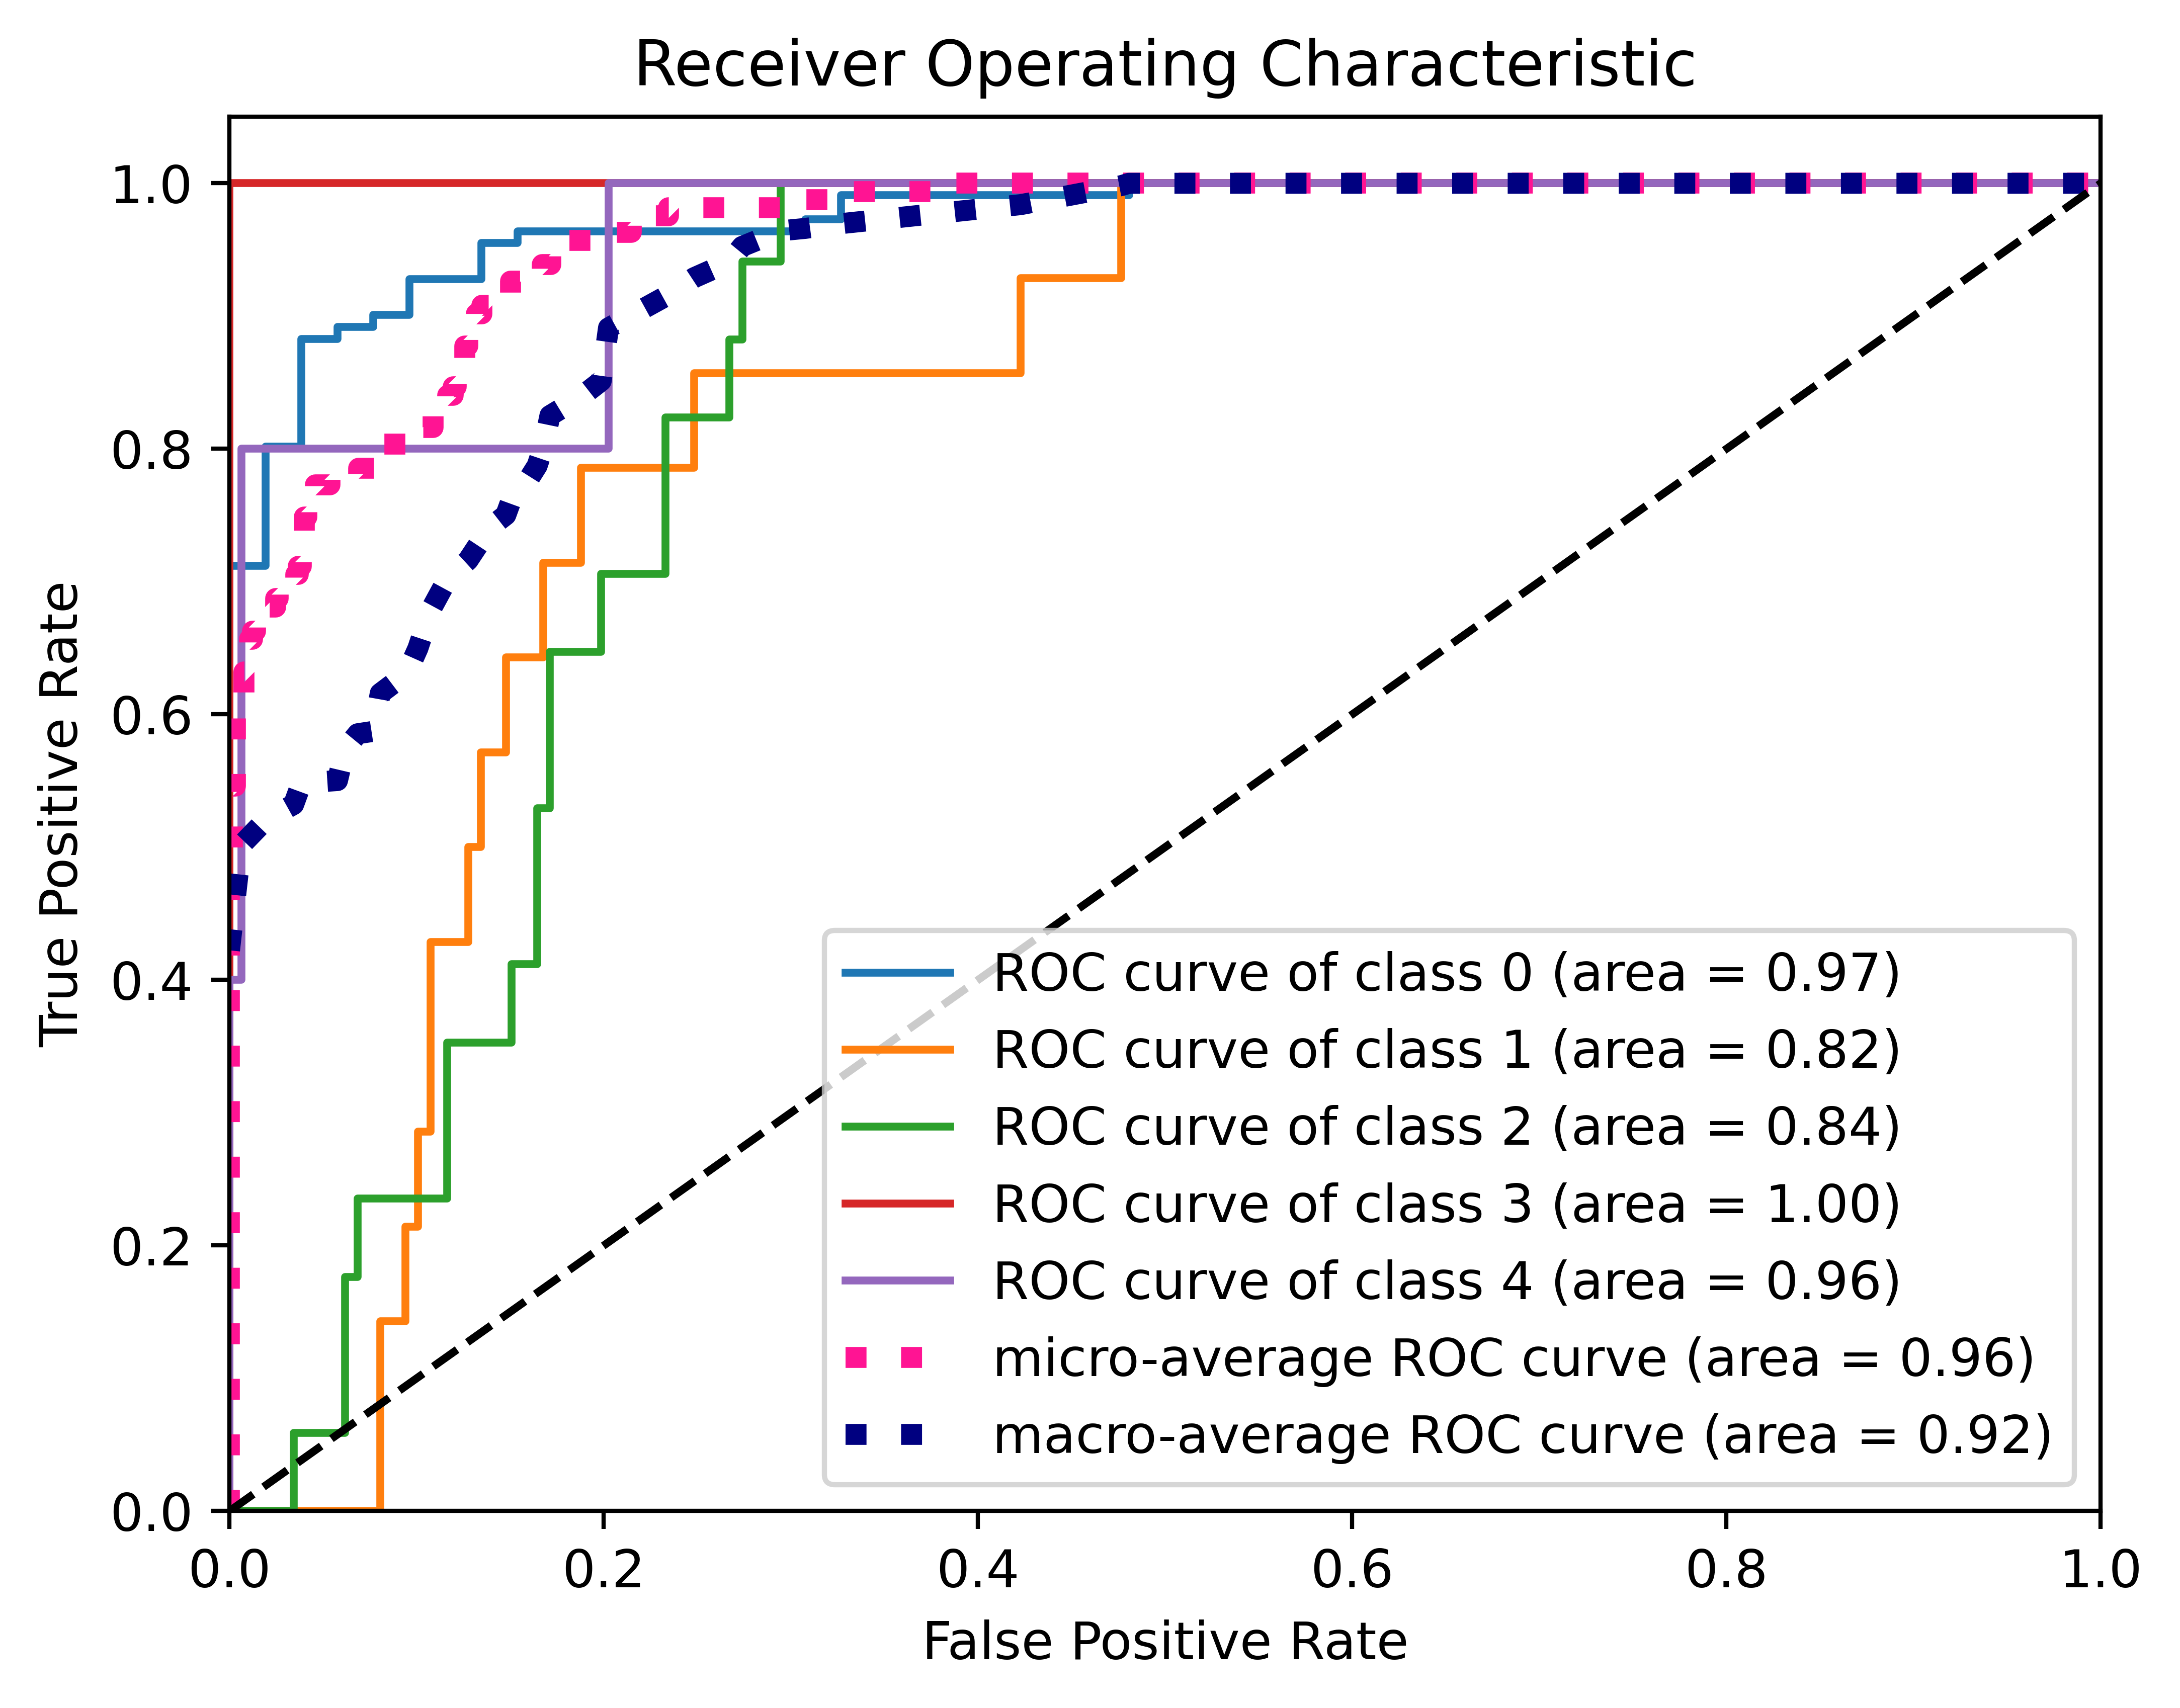 Receiver Operating Characteristic
1.0
0.8
0.6
0.4
0.2
0.0
True Positive Rate
ROC curve of class 0 (area = 0.97)
ROC curve of class 1 (area = 0.82)
ROC curve of class 2 (area = 0.84)
ROC curve of class 3 (area = 1.00)
ROC curve of class 4 (area = 0.96)
micro-average ROC curve (area = 0.96)
macro-average ROC curve (area = 0.92)
0.0 0.2 0.4 0.6 0.8 1.0
False Positive Rate